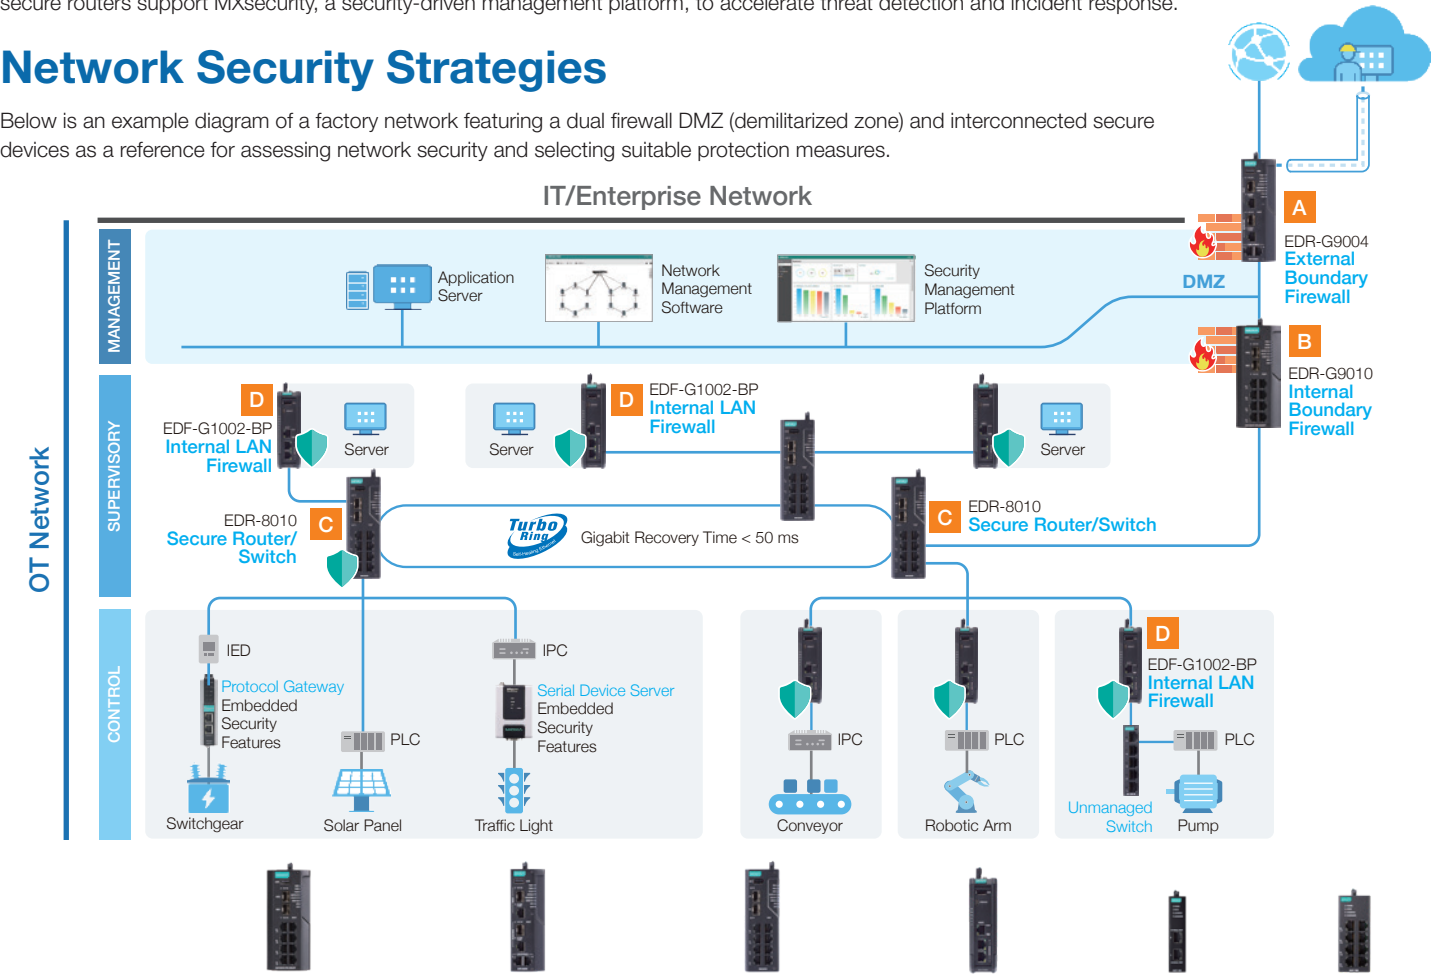 secure routers support MXsecurity, a security-driven management platform, to accelerate threat detection and incident response.
Network Security Strategies
Below is an example diagram of a factory network featuring a dual firewall DMZ (demilitarized zone) and interconnected secure
devices as a reference for assessing network security and selecting suitable protection measures.
IT/Enterprise Network
A
EDR-G9004
External
Boundary
Firewall
OT Network
MANAGEMENT
Application
Server
Network
Management
Software
Security
Management
Platform
DMZ
B
EDR-G9010
Internal
Boundary
Firewall
SUPERVISORY
D
EDF-G1002-BP
Internal LAN
Firewall
Server
Server
D
EDF-G1002-BP
Internal LAN
Firewall
Server
EDR-8010
Secure Router/
Switch
C
Turbo
Ring
Gigabit Recovery Time < 50 ms
C
EDR-8010
Secure Router/Switch
CONTROL
IED
Protocol Gateway
Embedded
Security
Features
Switchgear
PLC
Solar Panel
IPC
Serial Device Server
Embedded
Security
Features
Traffic Light
IPC
Conveyor
PLC
Robotic Arm
D
EDF-G1002-BP
Internal LAN
Firewall
PLC
Unmanaged
Switch
Pump